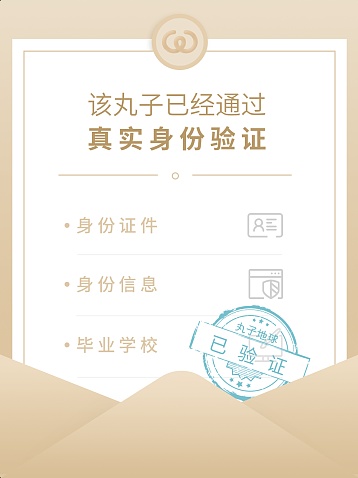 该丸子已经通过
真实身份验证
• 身份证件
• 身份信息
• 毕业学校
丸子地球
已验证